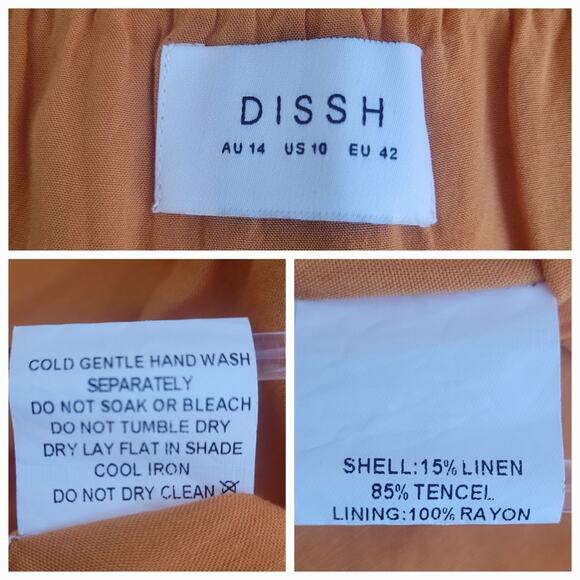 DISSH
AU 14 US 10 EU 42
COLD GENTLE HAND WASH
SEPARATELY
DO NOT SOAK OR BLEACH
DO NOT TUMBLE DRY
DRY LAY FLAT IN SHADE
COOL IRON
DO NOT DRY CLEAN
SHELL:15% LINEN
85% TENCEL
LINING:100% RAYON